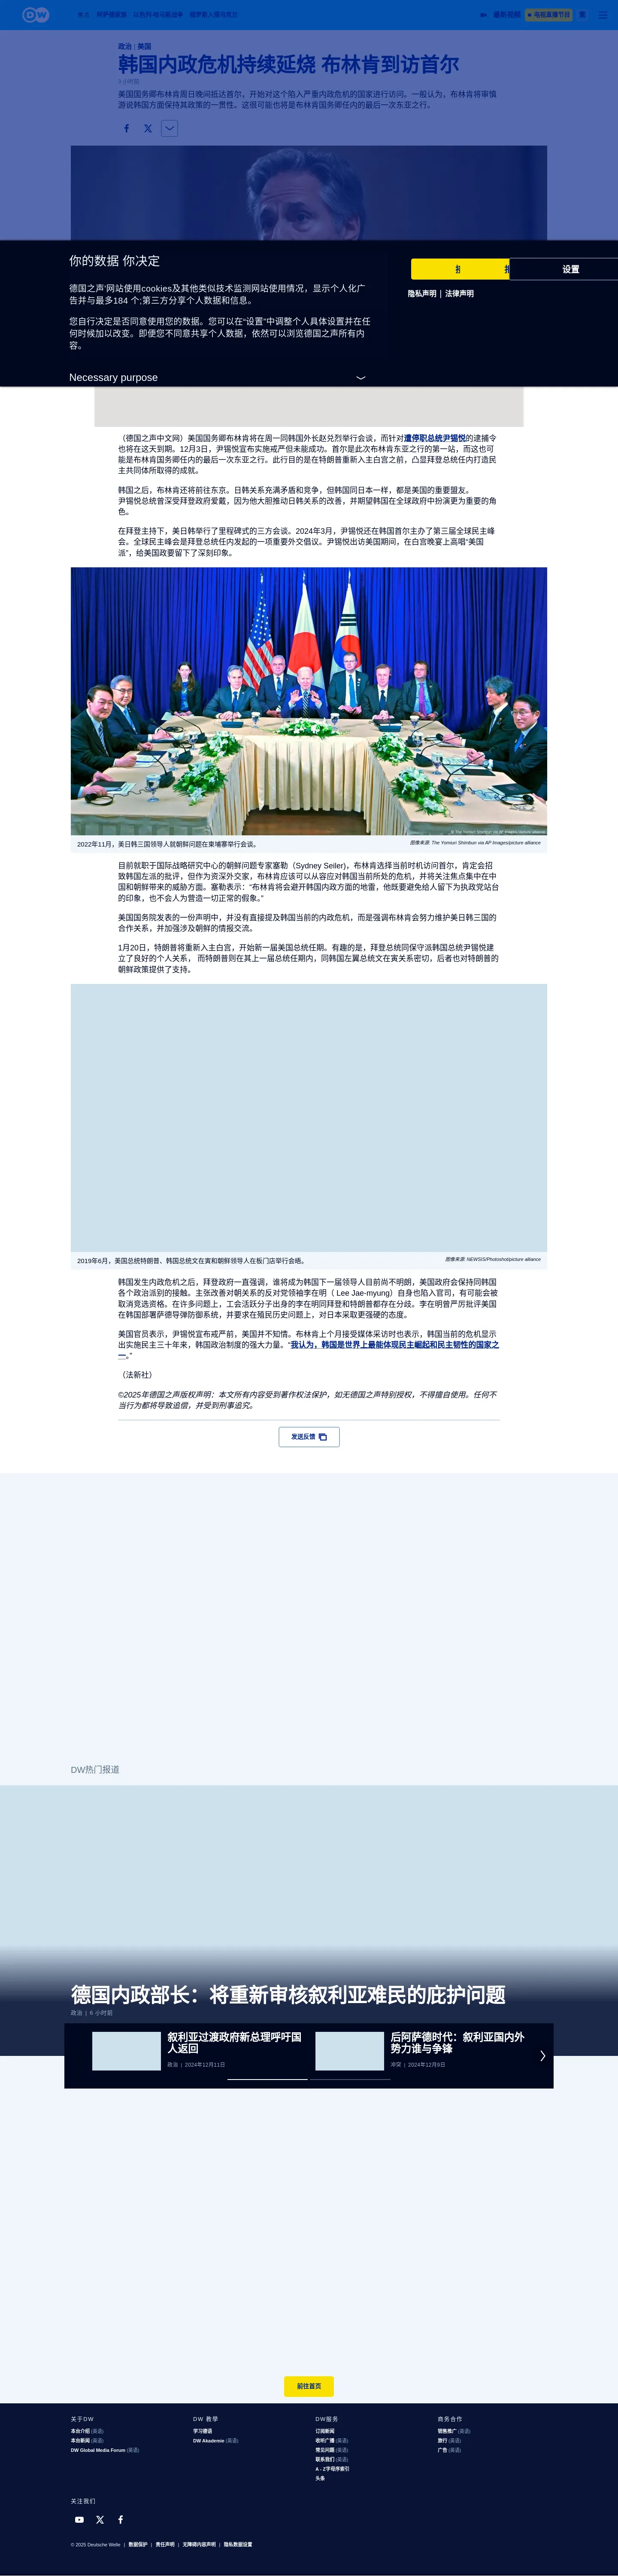 DW
焦点 阿萨德家族 以色列-哈马斯战争 俄罗斯入侵乌克兰
最新视频
电视直播节目
政治 | 美国
韩国内政危机持续延烧 布林肯到访首尔
3小时前
美国国务卿布林肯周日晚间抵达首尔，开始对这个陷入严重内政危机的国家进行访问。一般认为，布林肯将审慎
游说韩国方面保持其政策的一贯性。这很可能也将是布林肯国务卿任内的最后一次东亚之行。
你的数据 你决定
德国之声'网站使用cookies及其他类似技术监测网站使用情况，显示个人化广
告并与最多184 个;第三方分享个人数据和信息。
您自行决定是否同意使用您的数据。您可以在“设置”中调整个人具体设置并在任
何时候加以改变。即便您不同意共享个人数据，依然可以浏览德国之声所有内
容。
Necessary purpose
设置
隐私声明 | 法律声明
（德国之声中文网）美国国务卿布林肯将在周一同韩国外长赵兑烈举行会谈，而针对遭停职总统尹锡悦的逮捕令
也将在这天到期。12月3日，尹锡悦宣布实施戒严但未能成功。首尔是此次布林肯东亚之行的第一站，而这也可
能是布林肯国务卿任内的最后一次东亚之行。此行目的是在特朗普重新入主白宫之前，凸显拜登总统任内打造民
主共同体所取得的成就。
韩国之后，布林肯还将前往东京。日韩关系充满矛盾和竞争，但韩国同日本一样，都是美国的重要盟友。
尹锡悦总统曾深受拜登政府爱戴，因为他大胆推动日韩关系的改善，并期望韩国在全球政府中扮演更为重要的角
色。
在拜登主持下，美日韩举行了里程碑式的三方会谈。2024年3月，尹锡悦还在韩国首尔主办了第三届全球民主峰
会。全球民主峰会是拜登总统任内发起的一项重要外交倡议。尹锡悦出访美国期间，在白宫晚宴上高唱“美国
派”，给美国政要留下了深刻印象。
© The Yomiuri Shimbun via AP Images/picture alliance
2022年11月，美日韩三国领导人就朝鲜问题在柬埔寨举行会谈。
图像来源: The Yomiuri Shimbun via AP Images/picture alliance
目前就职于国际战略研究中心的朝鲜问题专家塞勒（Sydney Seiler)，布林肯选择当前时机访问首尔，肯定会招
致韩国左派的批评，但作为资深外交家，布林肯应该可以从容应对韩国当前所处的危机，并将关注焦点集中在中
国和朝鲜带来的威胁方面。塞勒表示：“布林肯将会避开韩国内政方面的地雷，他既要避免给人留下为执政党站台
的印象，也不会人为营造一切正常的假象。”
美国国务院发表的一份声明中，并没有直接提及韩国当前的内政危机，而是强调布林肯会努力维护美日韩三国的
合作关系，并加强涉及朝鲜的情报交流。
1月20日，特朗普将重新入主白宫，开始新一届美国总统任期。有趣的是，拜登总统同保守派韩国总统尹锡悦建
立了良好的个人关系， 而特朗普则在其上一届总统任期内，同韩国左翼总统文在寅关系密切，后者也对特朗普的
朝鲜政策提供了支持。
2019年6月，美国总统特朗普、韩国总统文在寅和朝鲜领导人在板门店举行会晤。
图像来源: NEWSIS/Photoshot/picture alliance
韩国发生内政危机之后，拜登政府一直强调，谁将成为韩国下一届领导人目前尚不明朗，美国政府会保持同韩国
各个政治派别的接触。主张改善对朝关系的反对党领袖李在明（ Lee Jae-myung）自身也陷入官司，有可能会被
取消竞选资格。在许多问题上，工会活跃分子出身的李在明同拜登和特朗普都存在分歧。李在明曾严厉批评美国
在韩国部署萨德导弹防御系统，并要求在殖民历史问题上，对日本采取更强硬的态度。
美国官员表示，尹锡悦宣布戒严前，美国并不知情。布林肯上个月接受媒体采访时也表示，韩国当前的危机显示
出实施民主三十年来，韩国政治制度的强大力量。“我认为，韩国是世界上最能体现民主崛起和民主韧性的国家之
一。”
（法新社）
©2025年德国之声版权声明：本文所有内容受到著作权法保护，如无德国之声特别授权，不得擅自使用。任何不
当行为都将导致追偿，并受到刑事追究。
发送反馈
DW热门报道
德国内政部长：将重新审核叙利亚难民的庇护问题
政治 | 6 小时前
叙利亚过渡政府新总理呼吁国
人返回
政治 | 2024年12月11日
后阿萨德时代：叙利亚国内外
势力谁与争锋
冲突 | 2024年12月9日
前往首页
关于DW
本台介绍 (英语)
本台新闻 (英语)
DW Global Media Forum (英语)
DW 教学
学习德语
DW Akademie (英语)
DW服务
订阅新闻
收听广播 (英语)
常见问题 (英语)
联系我们 (英语)
A - Z字母序索引
头条
商务合作
销售推广 (英语)
旅行 (英语)
广告 (英语)
关注我们
© 2025 Deutsche Welle | 数据保护 | 责任声明 | 无障碍内容声明 | 隐私数据设置